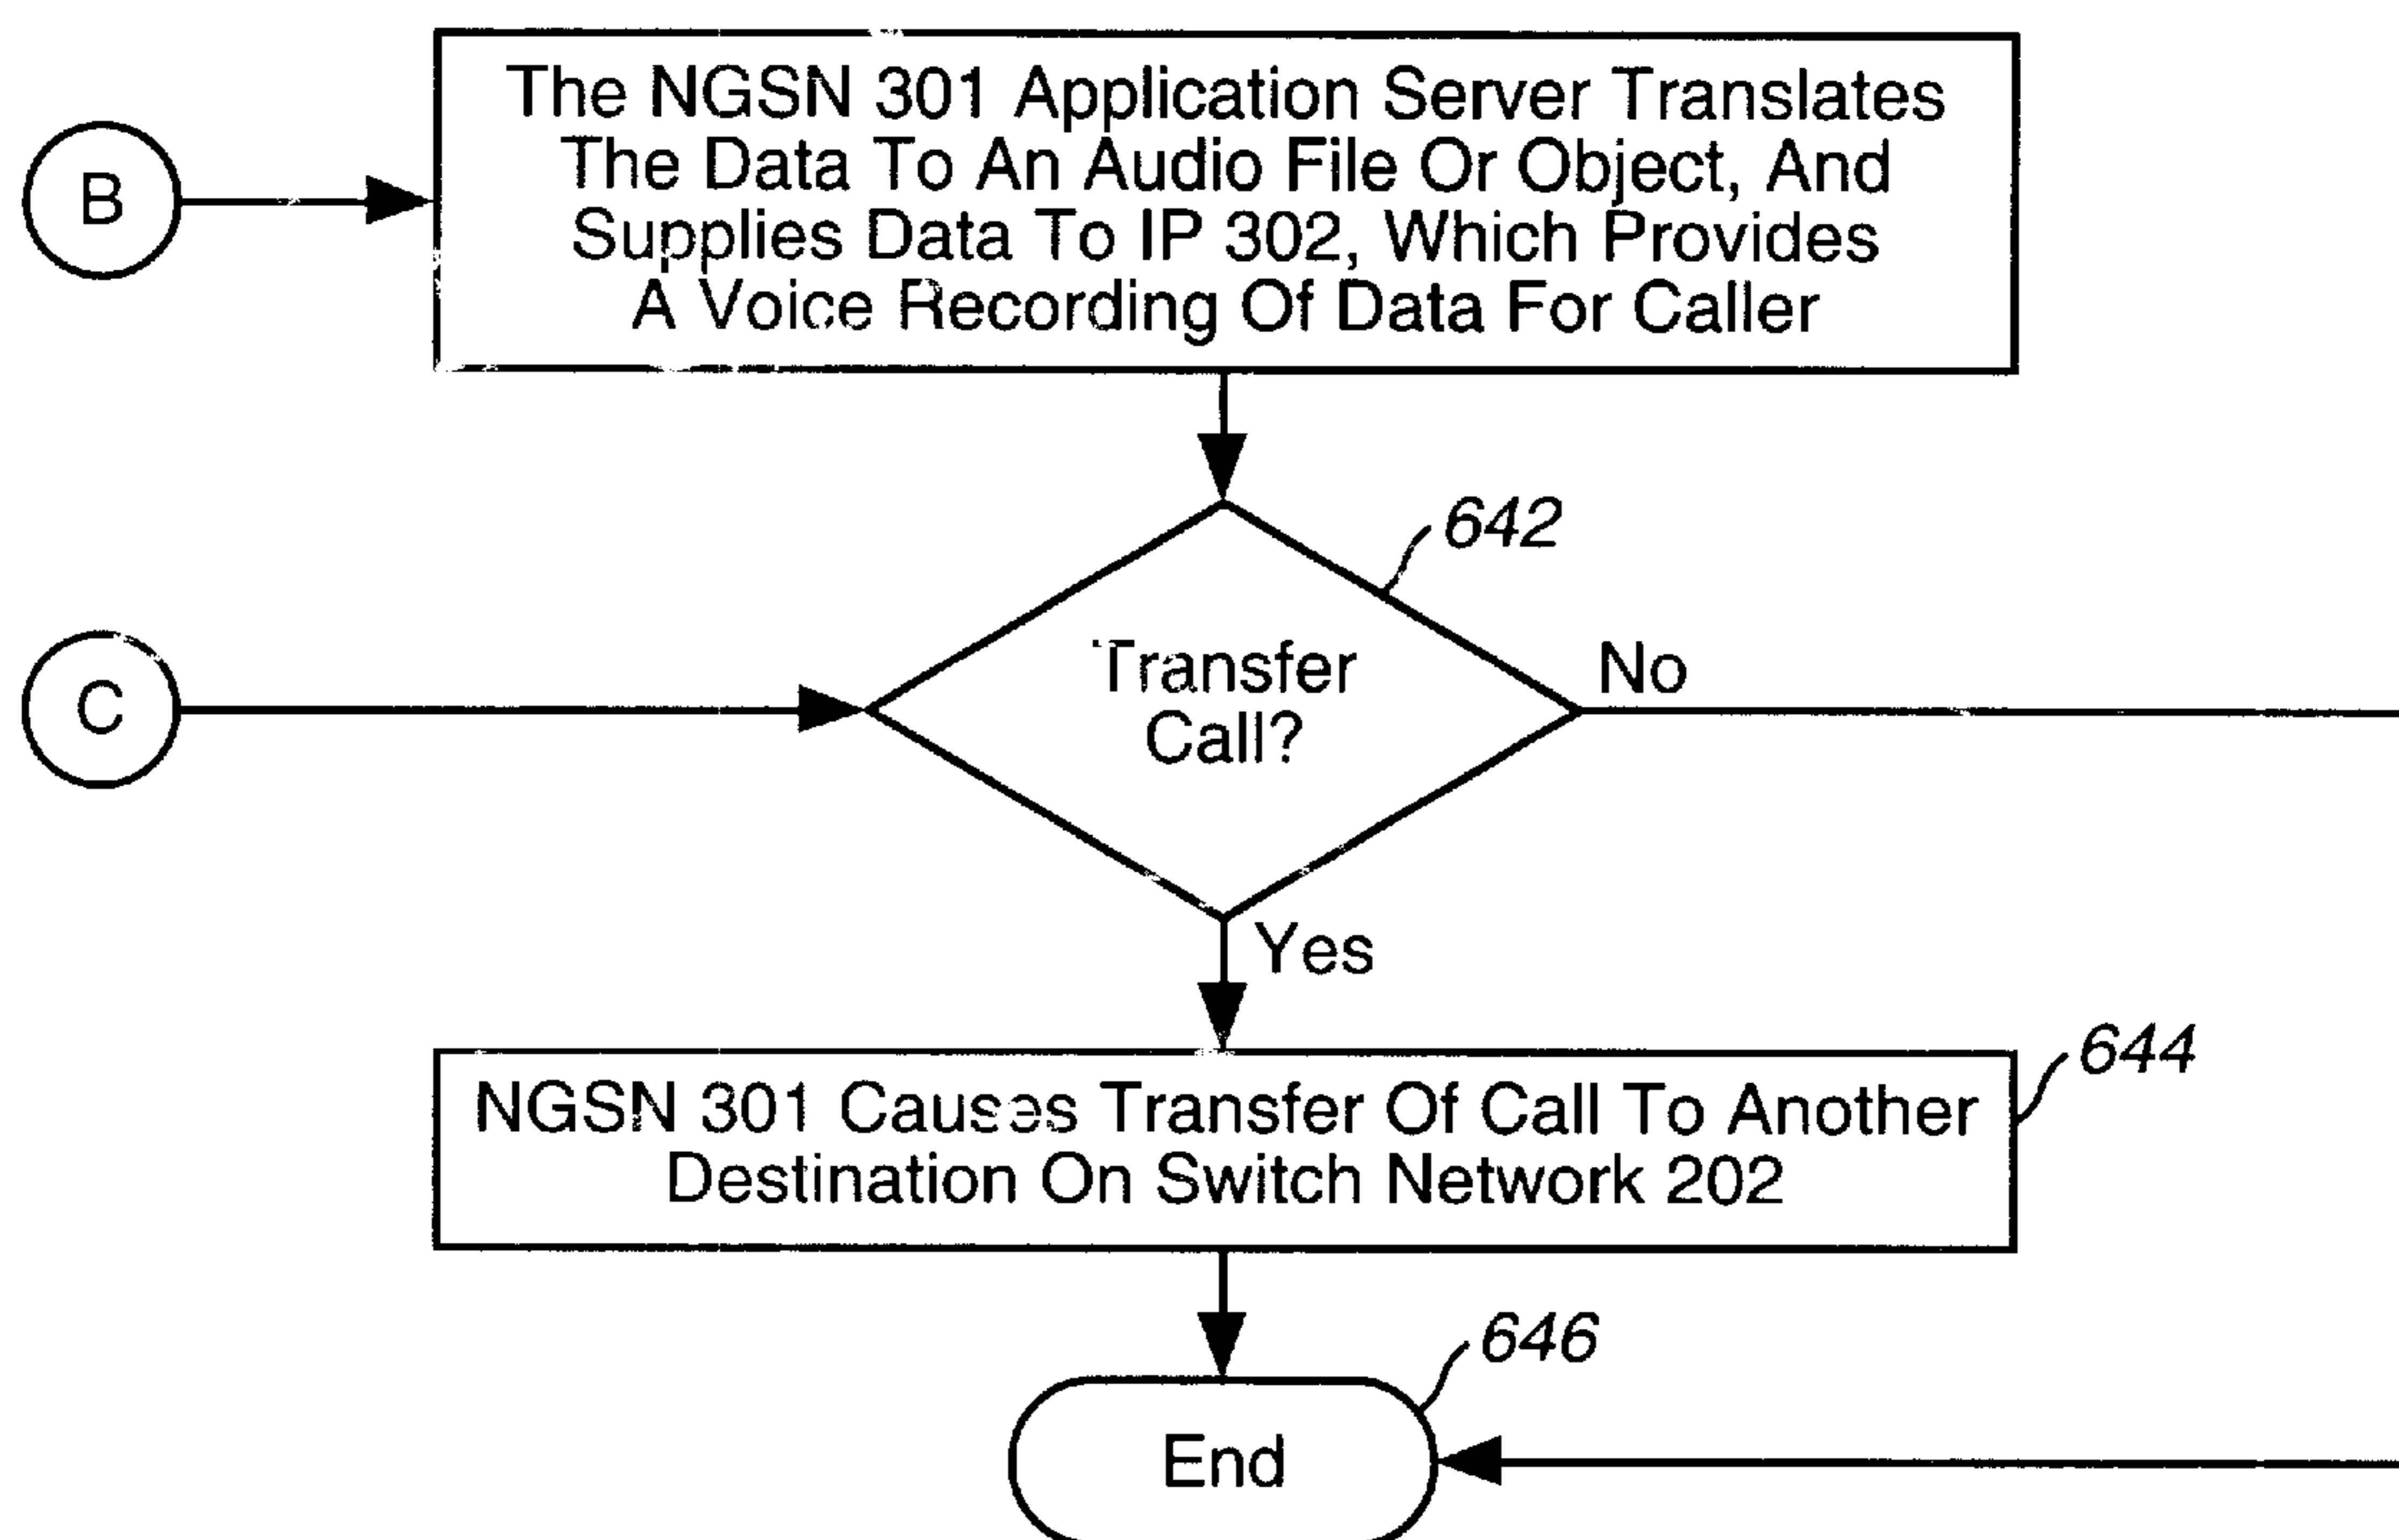 The NGSN 301 Application Server Translates
The Data To An Audio File Or Object, And
Supplies Data To IP 302, Which Provides
A Voice Recording Of Data For Caller
B
642
Transfer
Call?
No
C
Yes
644
NGSN 301 Causes Transfer Of Call To Another
Destination On Switch Network 202
646
End